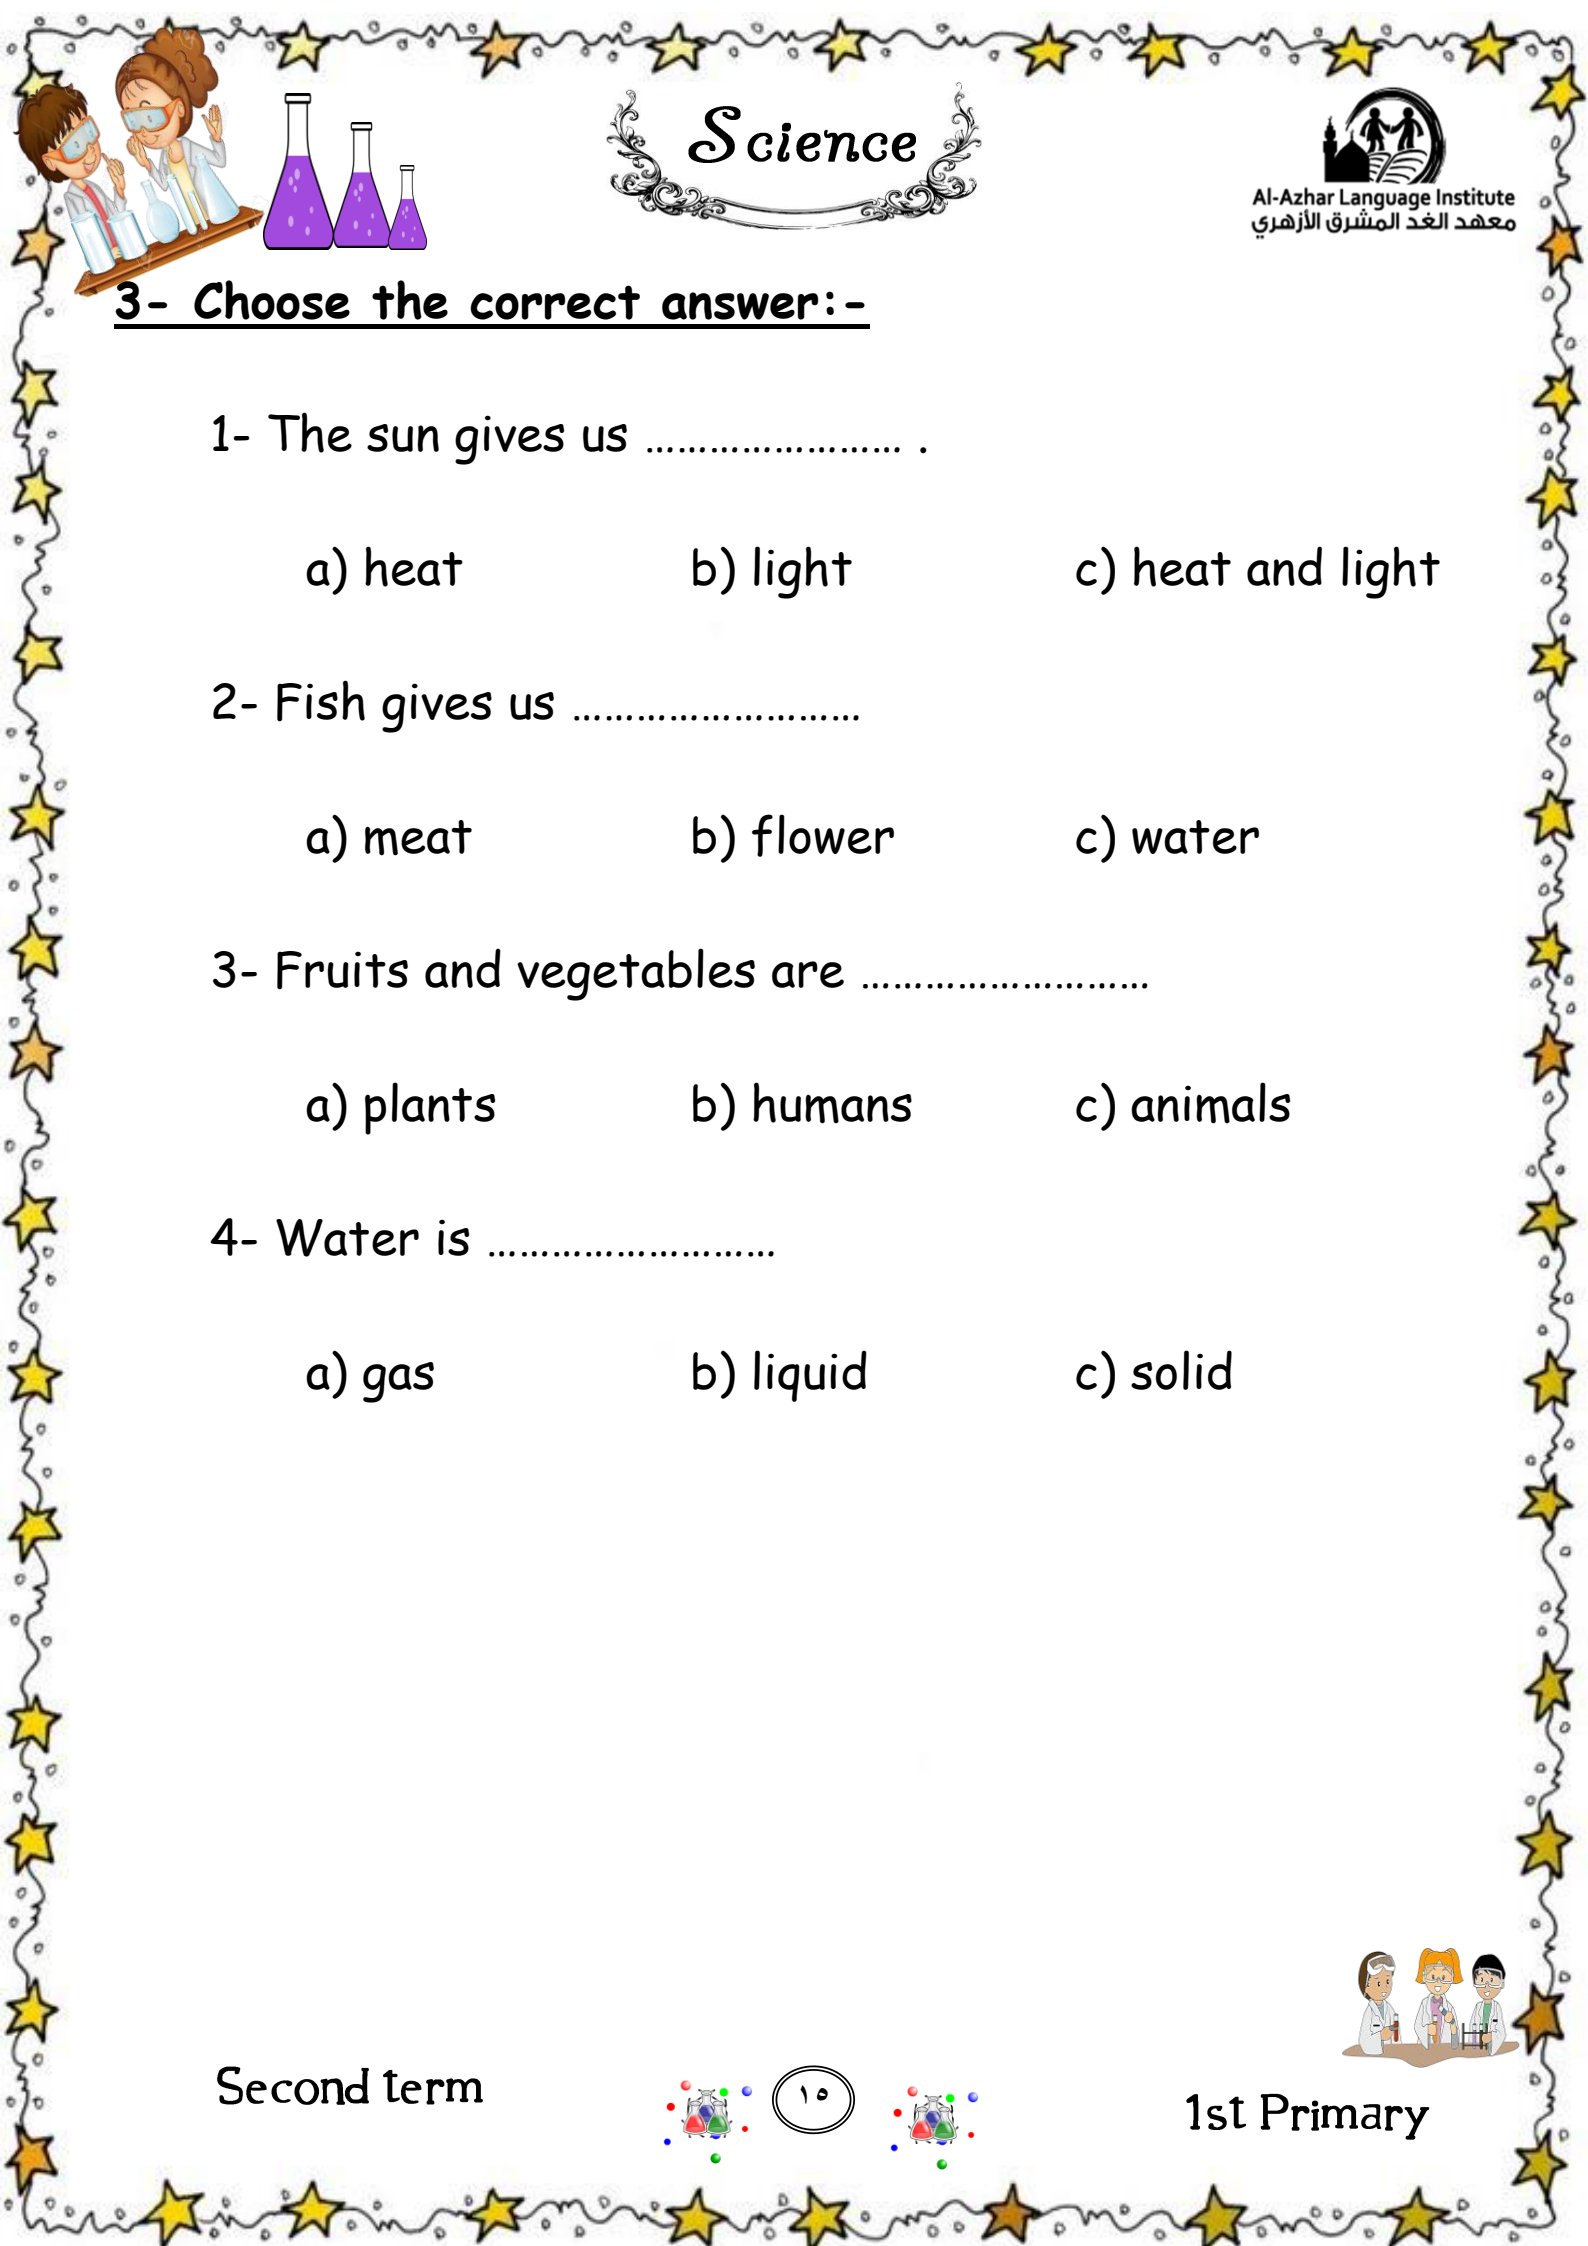 Science
Al-Azhar Language Institute
معهد الغد المشرق الأزهري
3- Choose the correct answer:-
1- The sun gives us ........................ .
a) heat b) light c) heat and light
2- Fish gives us ...........................
a) meat b) flower c) water
3- Fruits and vegetables are ...........................
a) plants b) humans c) animals
4- Water is ...........................
a) gas b) liquid c) solid
Second term
١٥
1st Primary